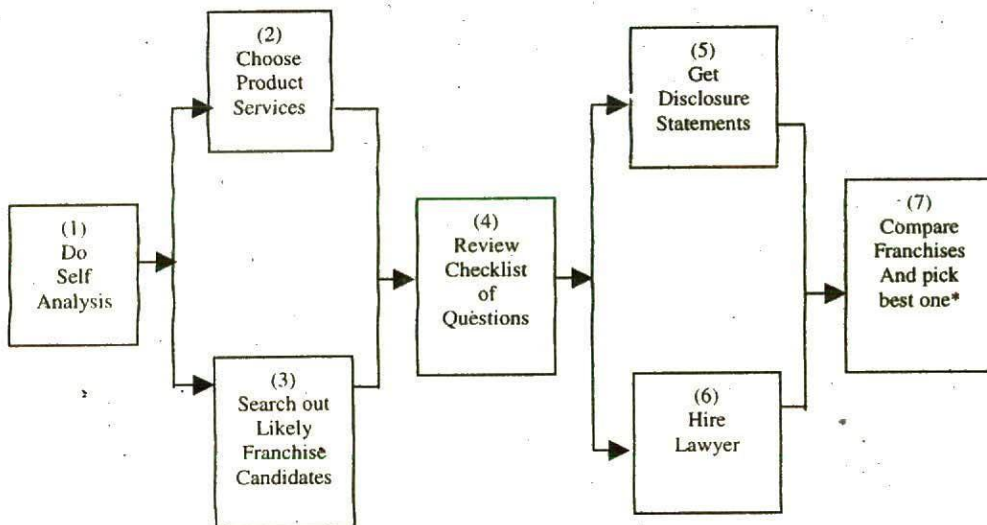 (1)
Do
Self
Analysis
(2)
Choose
Product
Services
(3)
Search out
Likely
Franchise
Candidates
(4)
Review
Checklist
of
Questions
(5)
Get
Disclosure
Statements
(6)
Hire
Lawyer
(7)
Compare
Franchises
And pick
best one*